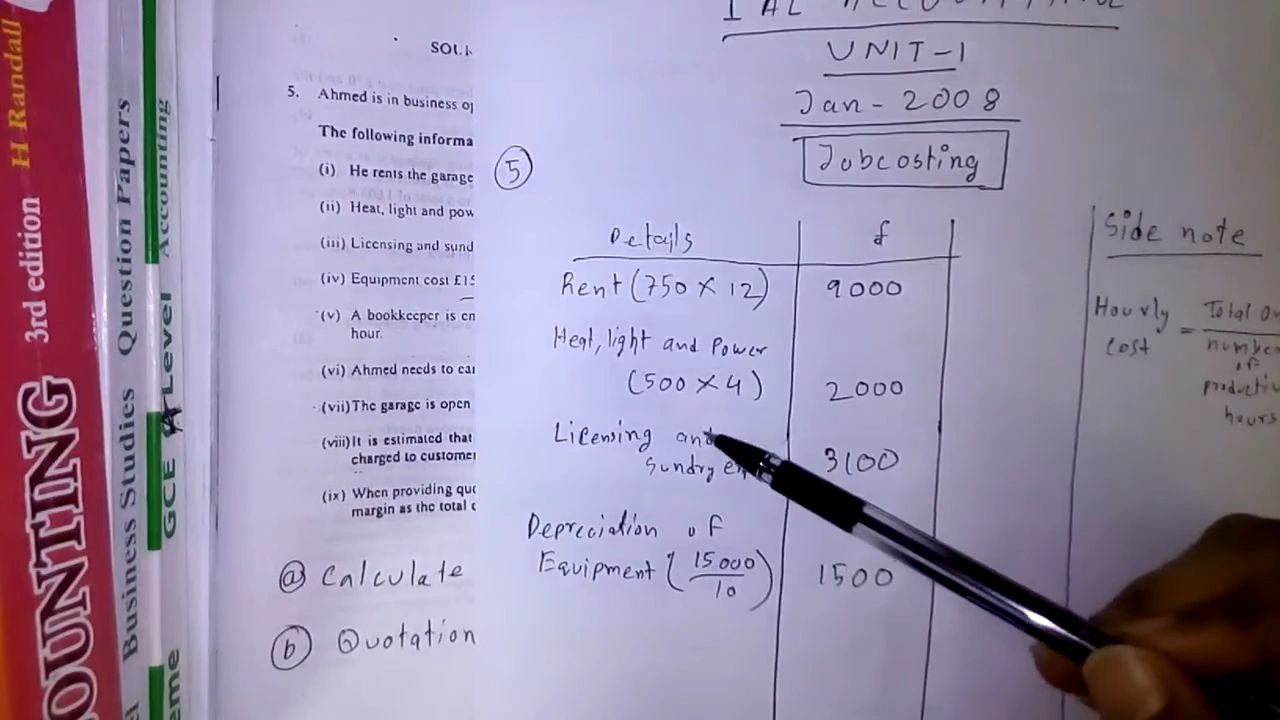 H Randall
3rd edition
OUNTING
Business Studies Question Papers
GCE A Level Accounting
eme
UNIT-1
Jan-2008
Jobcosting
5. Ahmed is in business
The following informa
(i) He rents the garage
(ii) Heat, light and pow
(iii) Licensing and sund
(iv) Equipment cost £15
(v) A bookkeeper is en
hour.
(vi) Ahmed needs to
(vii) The garage is open
(viii) It is estimated that
charged to custome
(ix) When providing quo
margin as the total
(a) Calculate
(b) Quotation
5
Details £
Rent (750 × 12) 9000
Heat, light and Power
(500 × 4) 2000
Licensing and
Sundry 3100
Depreciation of
Equipment (15000/10) 1500
Side note
Hourly cost = Total / number of producti hours